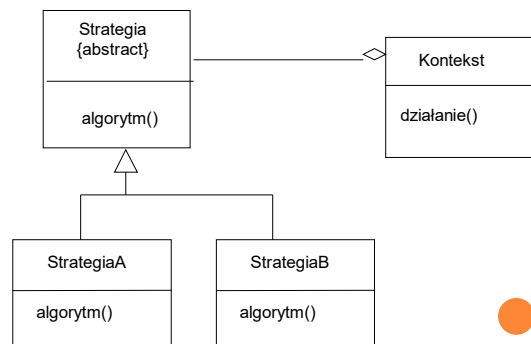 Strategia
{abstract}
algorytm()
Kontekst
działanie()
StrategiaA
algorytm()
StrategiaB
algorytm()